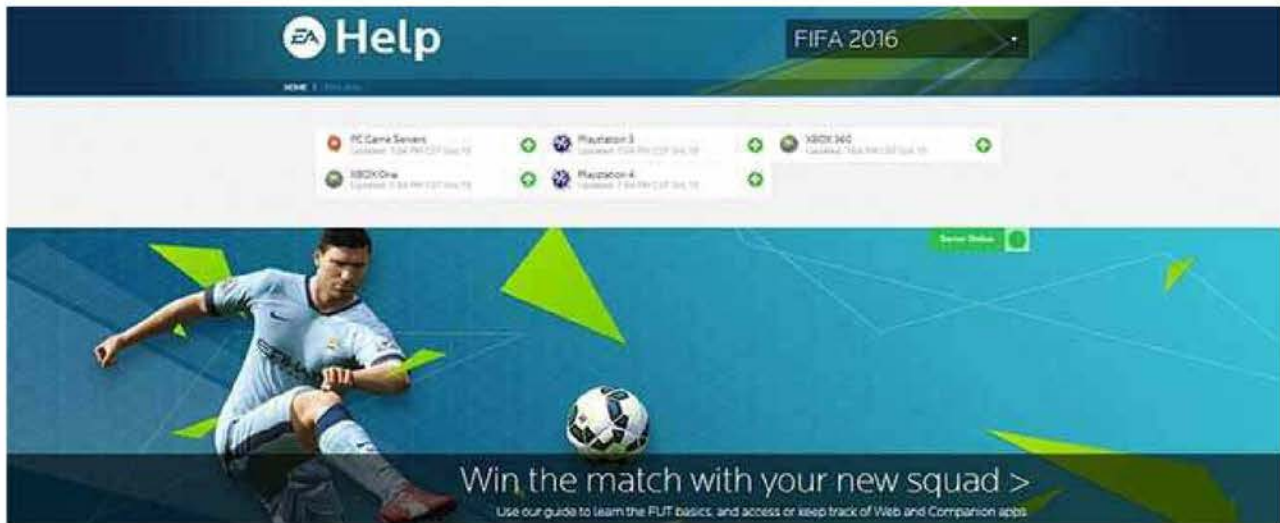 EA Help
FIFA 2016
HOME
PC Game Servers
Playstation 3
XBOX 360
XBOX One
Playstation 4
Server Status
Win the match with your new squad >
Use our guide to learn the FUT basics, and access or keep track of Web and Companion apps